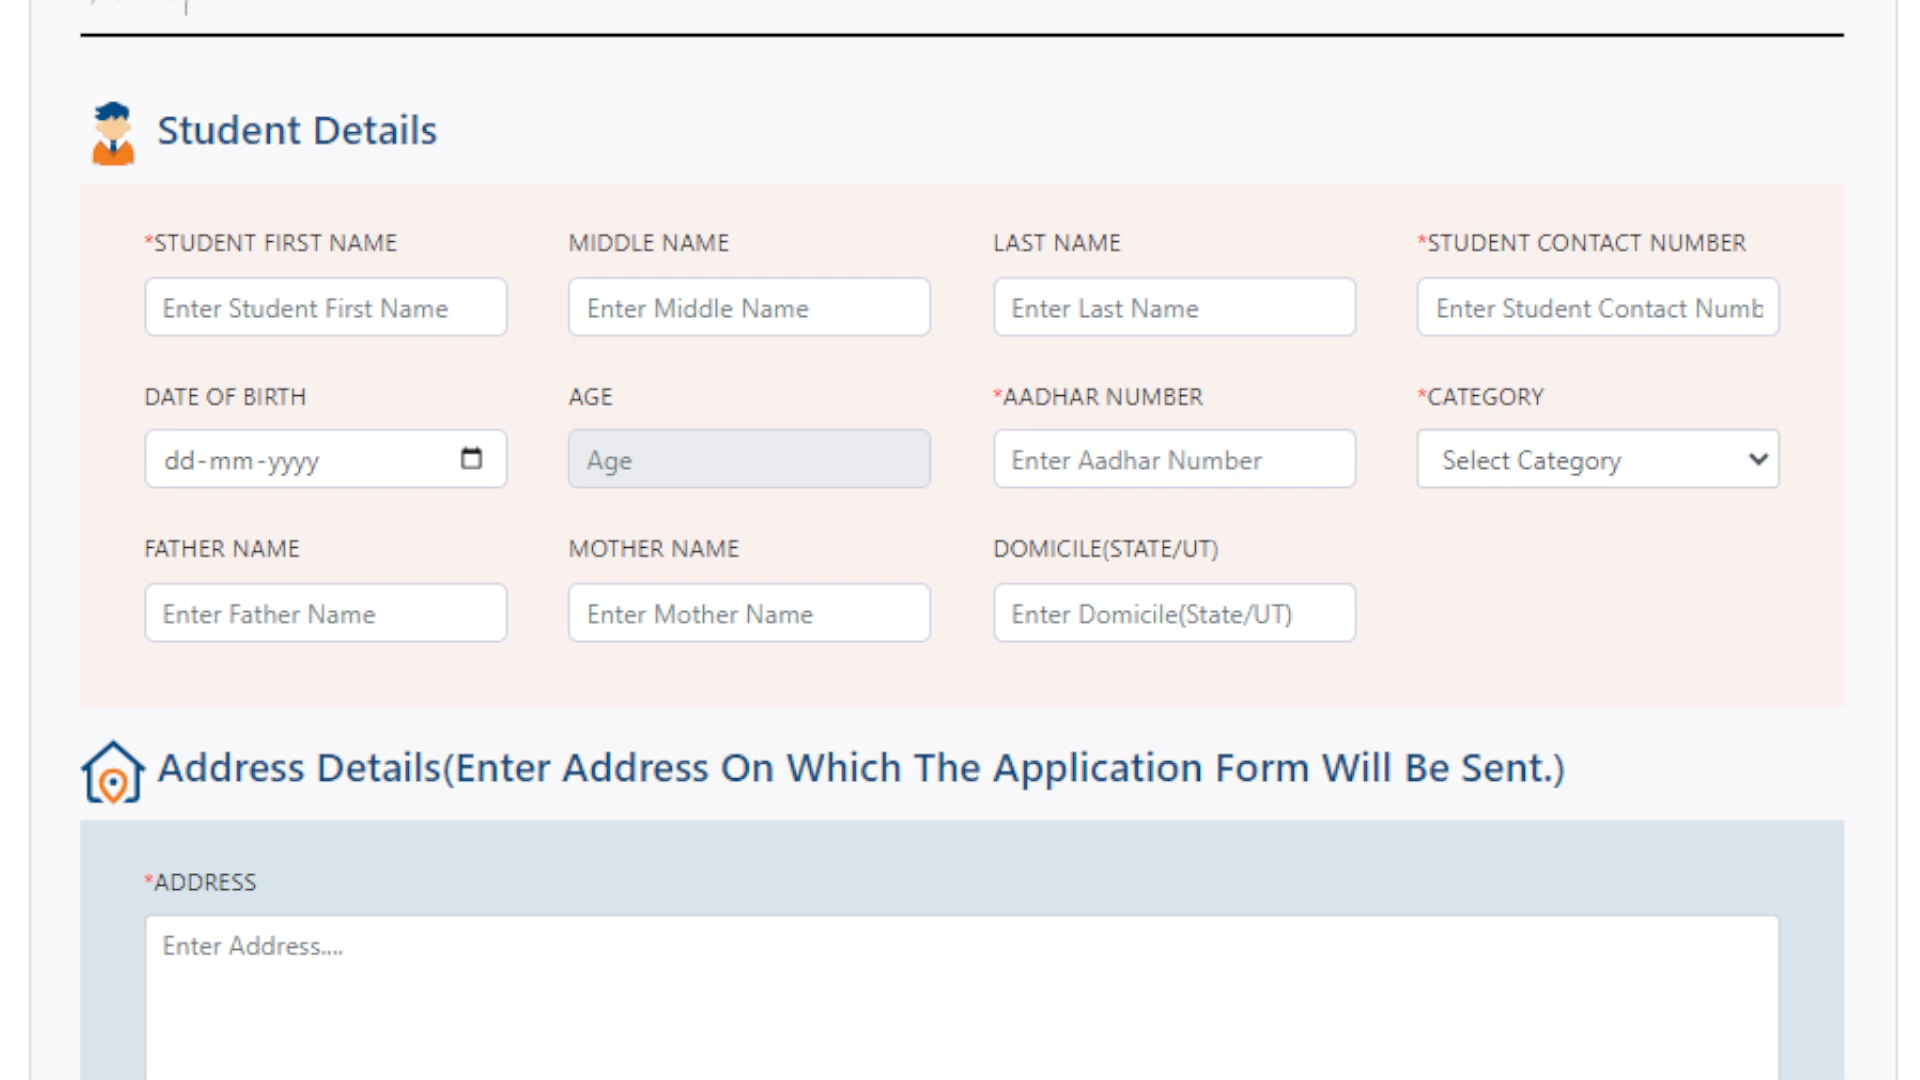 Student Details
*STUDENT FIRST NAME MIDDLE NAME LAST NAME *STUDENT CONTACT NUMBER
Enter Student First Name Enter Middle Name Enter Last Name Enter Student Contact Numb
DATE OF BIRTH AGE *AADHAR NUMBER *CATEGORY
dd-mm-yyyy Age Enter Aadhar Number Select Category
FATHER NAME MOTHER NAME DOMICILE(STATE/UT)
Enter Father Name Enter Mother Name Enter Domicile(State/UT)
Address Details(Enter Address On Which The Application Form Will Be Sent.)
*ADDRESS
Enter Address....